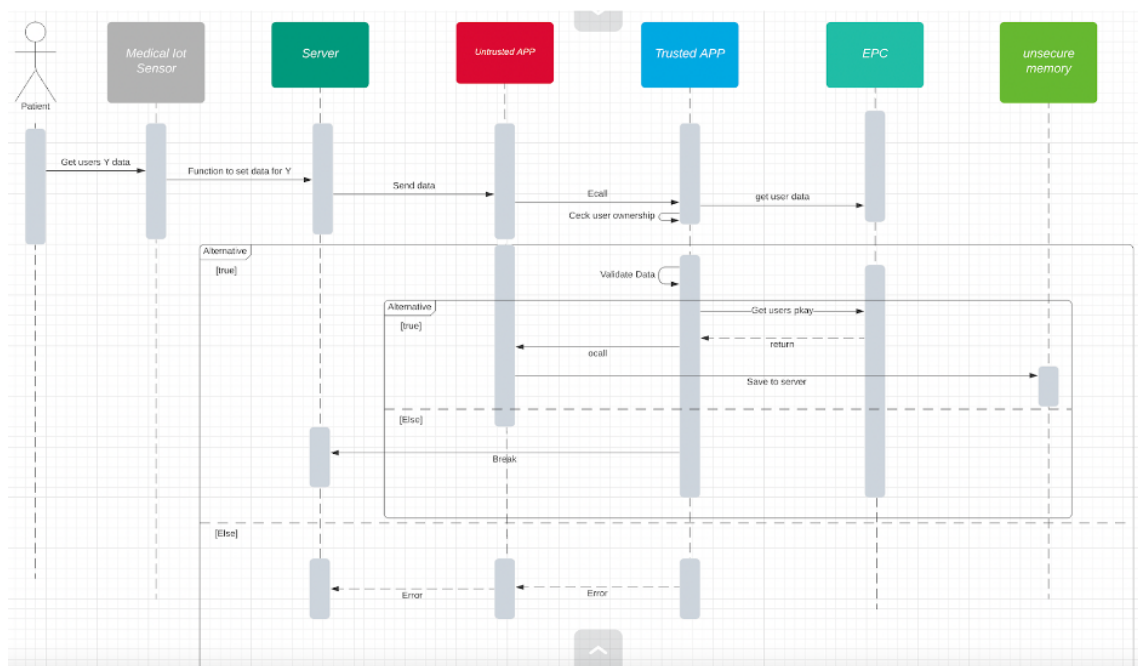 Medical Iot
Sensor
Server
Untrusted APP
Trusted APP
EPC
unsecure
memory
Patient
Get users Y data
Function to set data for Y
Send data
Ecall
get user data
Ceck user ownership
Alternative
[true]
Validate Data
Alternative
[true]
Get users pkay
return
ocall
Save to server
[Else]
Break
[Else]
Error
Error